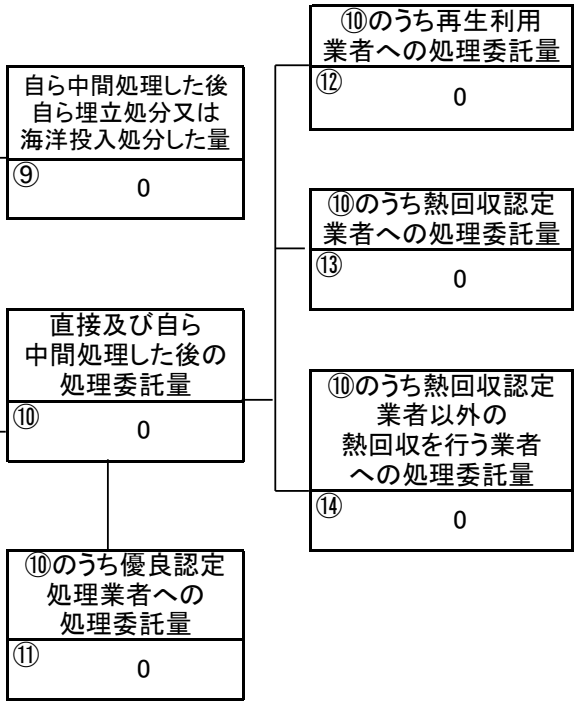 自ら中間処理した後
自ら埋立処分又は
海洋投入処分した量
⑨
0
直接及び自ら
中間処理した後の
処理委託量
⑩
0
⑩のうち優良認定
処理業者への
処理委託量
⑪
0
⑩のうち再生利用
業者への処理委託量
⑫
0
⑩のうち熱回収認定
業者への処理委託量
⑬
0
⑩のうち熱回収認定
業者以外の
熱回収を行う業者
への処理委託量
⑭
0